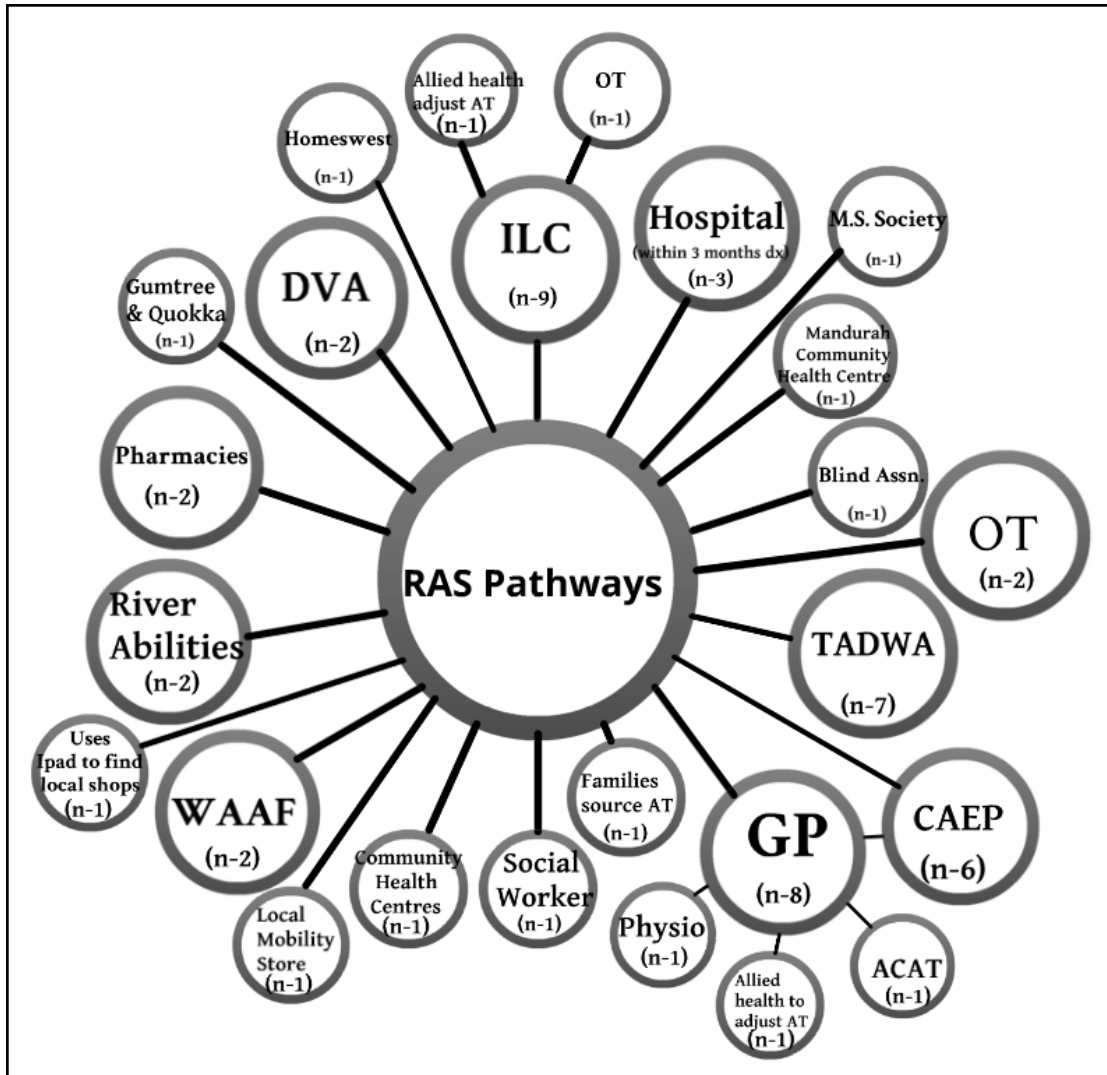 Allied health
adjust AT
(n-1)
OT
(n-1)
Homeswest
(n-1)
ILC
(n-9)
Hospital
(within 3 months dx)
(n-3)
M.S. Society
(n-1)
DVA
(n-2)
Gumtree
& Quokka
(n-1)
Mandurah
Community
Health Centre
(n-1)
Pharmacies
(n-2)
Blind Assn.
(n-1)
OT
(n-2)
RAS Pathways
River
Abilities
(n-2)
TADWA
(n-7)
Uses
Ipad to find
local shops
(n-1)
WAAF
(n-2)
Families
source AT
(n-1)
GP
(n-8)
CAEP
(n-6)
Community
Health
Centres
(n-1)
Social
Worker
(n-1)
Local
Mobility
Store
(n-1)
Physio
(n-1)
Allied
health to
adjust AT
(n-1)
ACAT
(n-1)